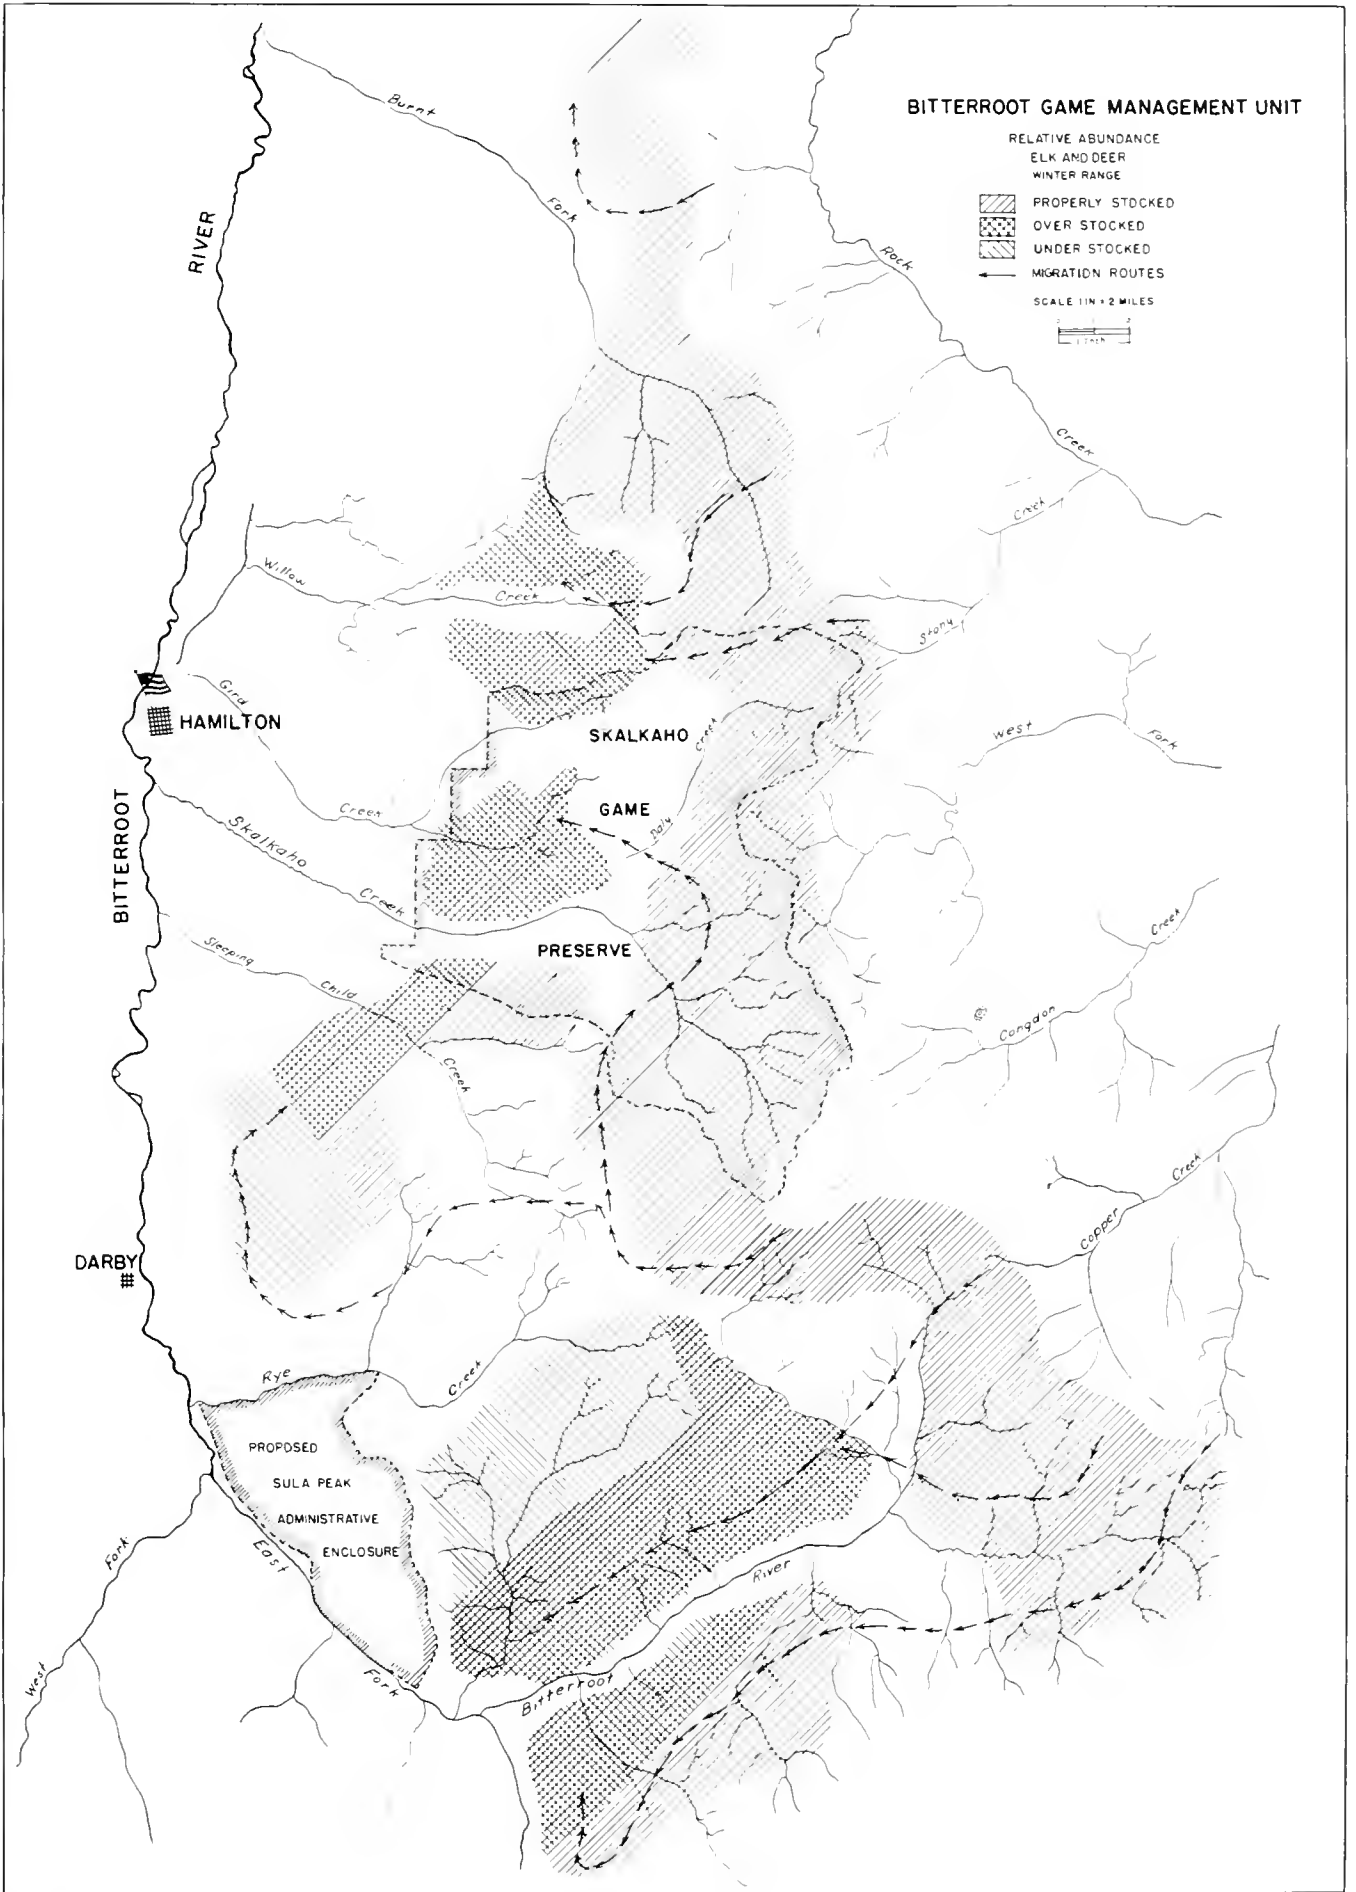 BITTERROOT GAME MANAGEMENT UNIT
RELATIVE ABUNDANCE
ELK AND DEER
WINTER RANGE
PROPERLY STOCKED
OVER STOCKED
UNDER STOCKED
MIGRATION ROUTES
SCALE 1 IN = 2 MILES
1 Inch
Burnt
Fork
RIVER
Rock
Creek
Creek
Willow
Creek
Stony
Gird
HAMILTON
SKALKAHO
Creek
West
Fork
BITTERROOT
Creek
GAME
Daly
Skalkaho
Creek
Creek
Sleeping
PRESERVE
Child
Congdon
Creek
Creek
Copper
DARBY
Rye
Creek
PROPOSED
SULA PEAK
ADMINISTRATIVE
ENCLOSURE
Fork
East
River
West
Fork
Bitterroot